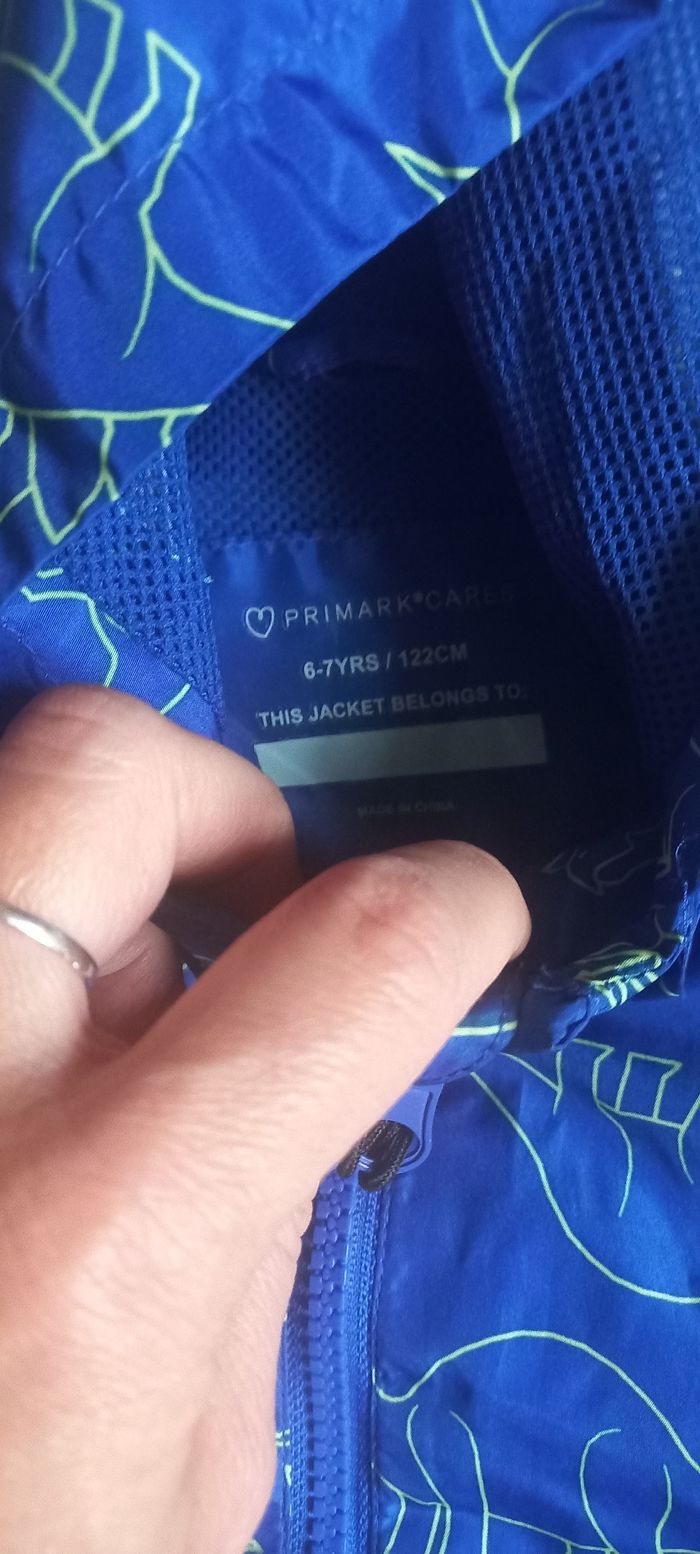 PRIMARK®CARES
6-7YRS / 122CM
THIS JACKET BELONGS TO:
MADE IN CHINA